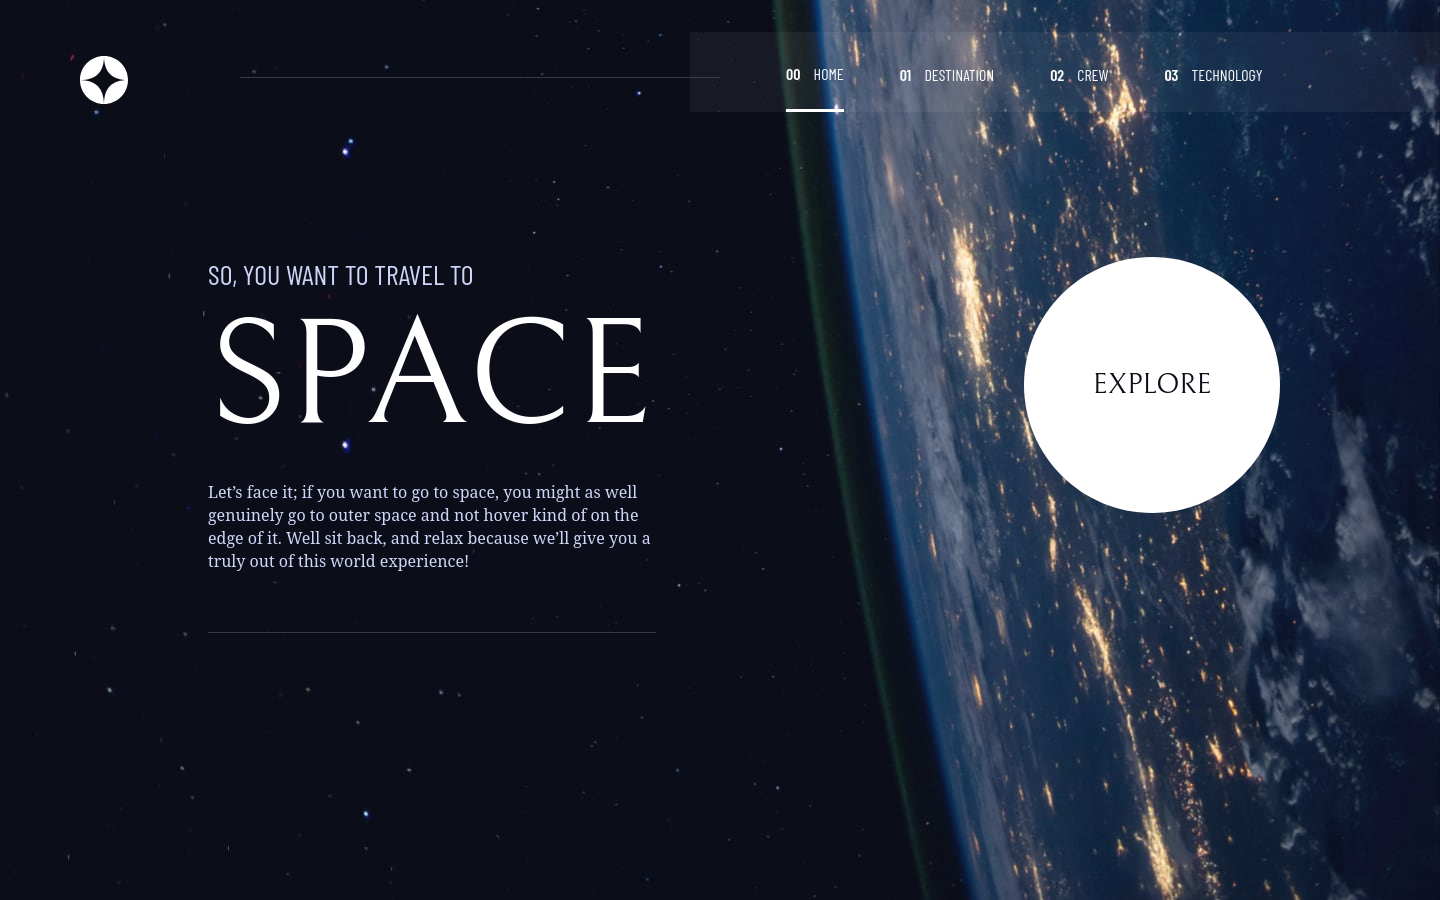 00 HOME 01 DESTINATION 02 CREW 03 TECHNOLOGY
SO, YOU WANT TO TRAVEL TO
SPACE
EXPLORE
Let’s face it; if you want to go to space, you might as well
genuinely go to outer space and not hover kind of on the
edge of it. Well sit back, and relax because we’ll give you a
truly out of this world experience!